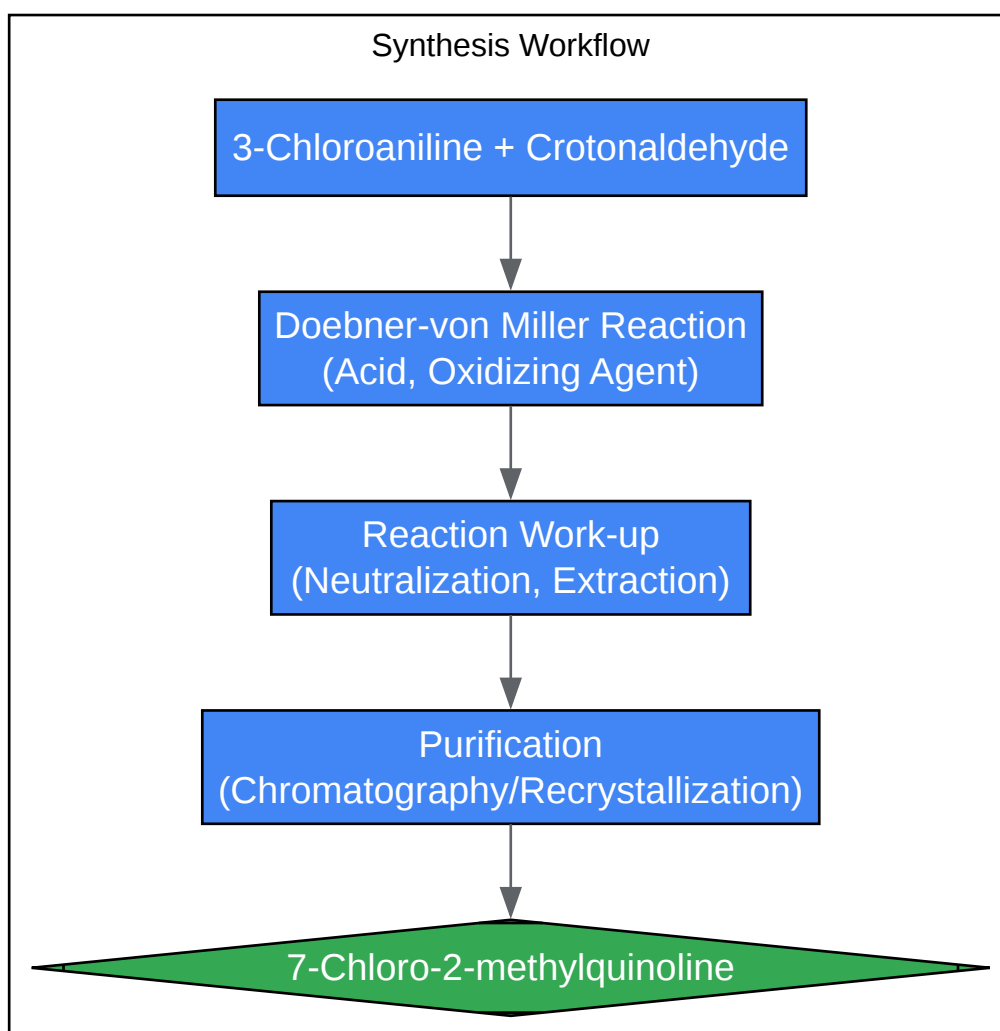 Synthesis Workflow
3-Chloroaniline + Crotonaldehyde
Doebner-von Miller Reaction
(Acid, Oxidizing Agent)
Reaction Work-up
(Neutralization, Extraction)
Purification
(Chromatography/Recrystallization)
7-Chloro-2-methylquinoline